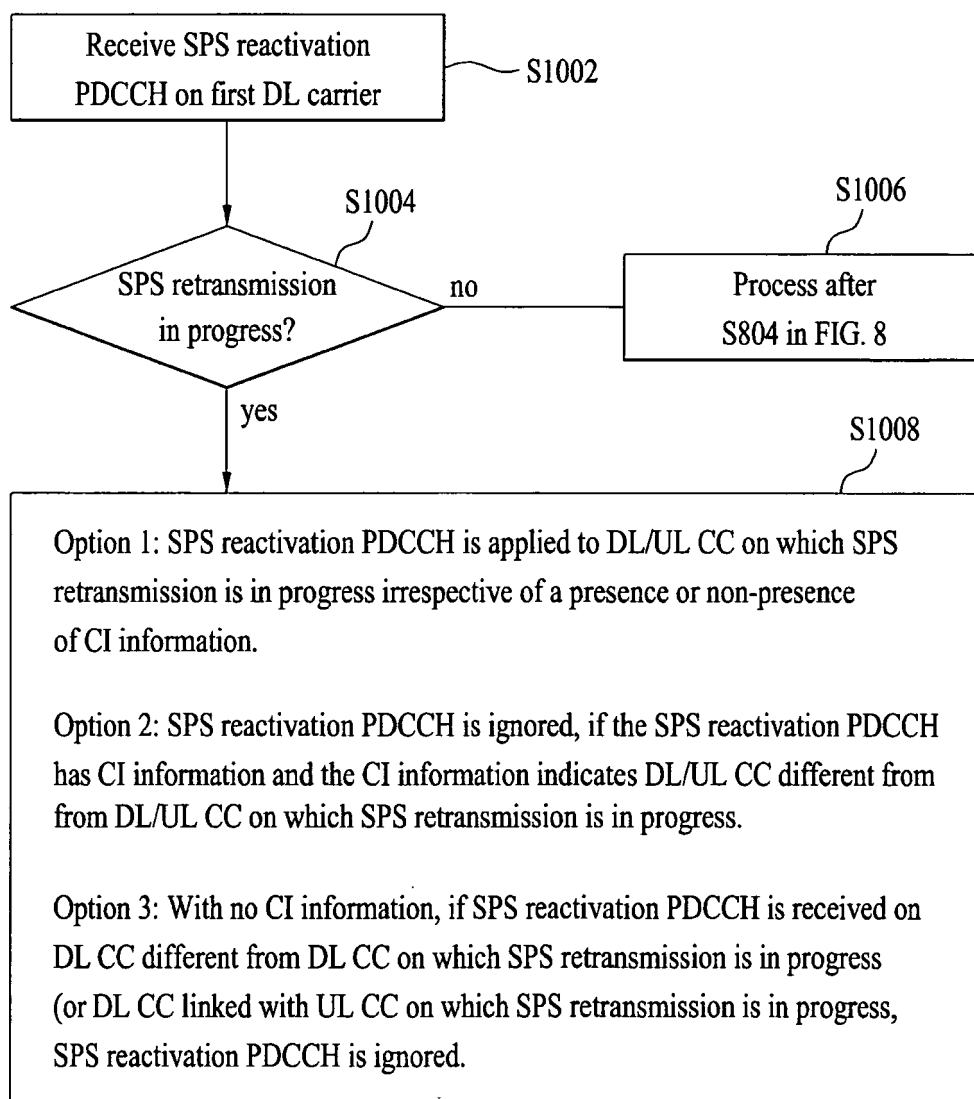 Receive SPS reactivation
PDCCH on first DL carrier
S1002
S1004
SPS retransmission
in progress?
no
S1006
Process after
S804 in FIG. 8
yes
S1008
Option 1: SPS reactivation PDCCH is applied to DL/UL CC on which SPS
retransmission is in progress irrespective of a presence or non-presence
of CI information.
Option 2: SPS reactivation PDCCH is ignored, if the SPS reactivation PDCCH
has CI information and the CI information indicates DL/UL CC different from
from DL/UL CC on which SPS retransmission is in progress.
Option 3: With no CI information, if SPS reactivation PDCCH is received on
DL CC different from DL CC on which SPS retransmission is in progress
(or DL CC linked with UL CC on which SPS retransmission is in progress,
SPS reactivation PDCCH is ignored.